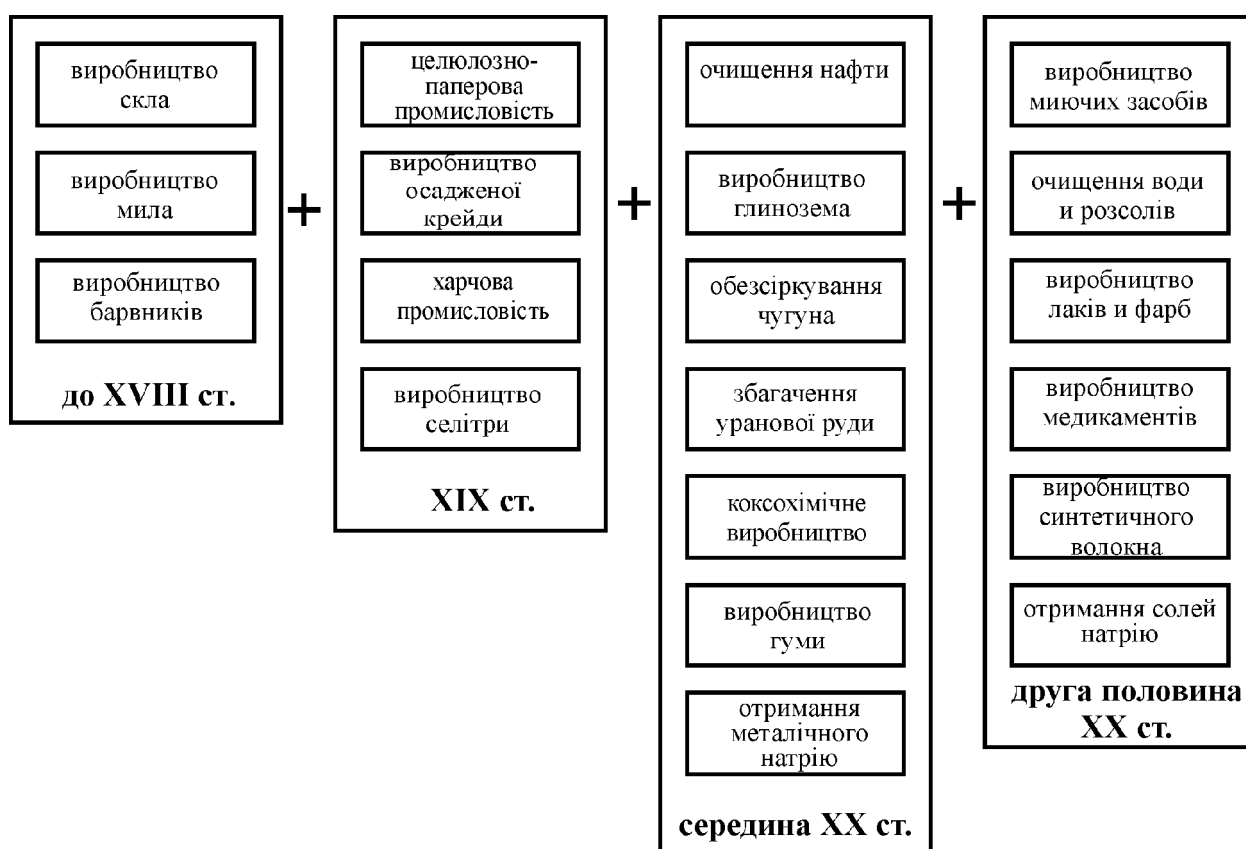 виробництво
скла
виробництво
мила
виробництво
барвників
до XVIII ст.
+
целюлозно-
паперова
промисловість
виробництво
осадженої
крейди
харчова
промисловість
виробництво
селітри
XIX ст.
+
очищення нафти
виробництво
глинозема
обезсіркування
чугуна
збагачення
уранової руди
коксохімічне
виробництво
виробництво
гуми
отримання
металічного
натрію
середина XX ст.
+
виробництво
миючих засобів
очищення води
и розсолів
виробництво
лаків и фарб
виробництво
медикаментів
виробництво
синтетичного
волокна
отримання солей
натрію
друга половина
XX ст.